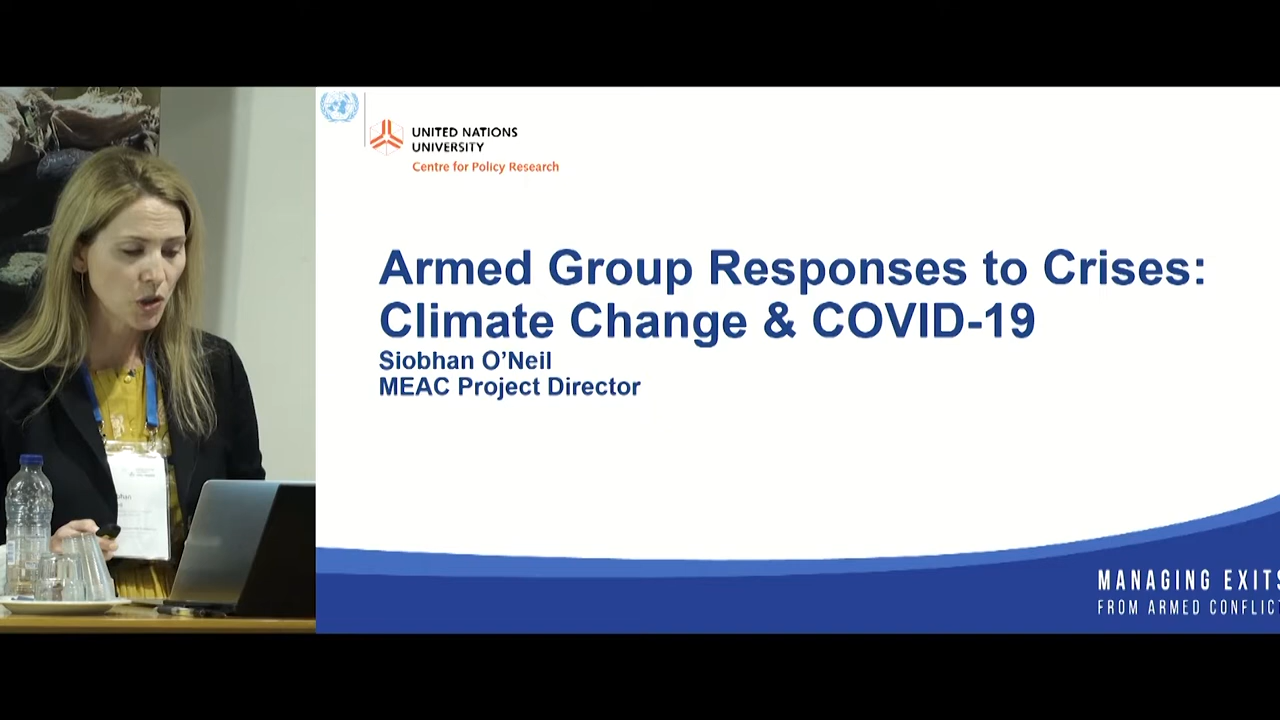 UNITED NATIONS
UNIVERSITY
Centre for Policy Research
Armed Group Responses to Crises:
Climate Change & COVID-19
Siobhan O’Neil
MEAC Project Director
MANAGING EXITS
FROM ARMED CONFLICT